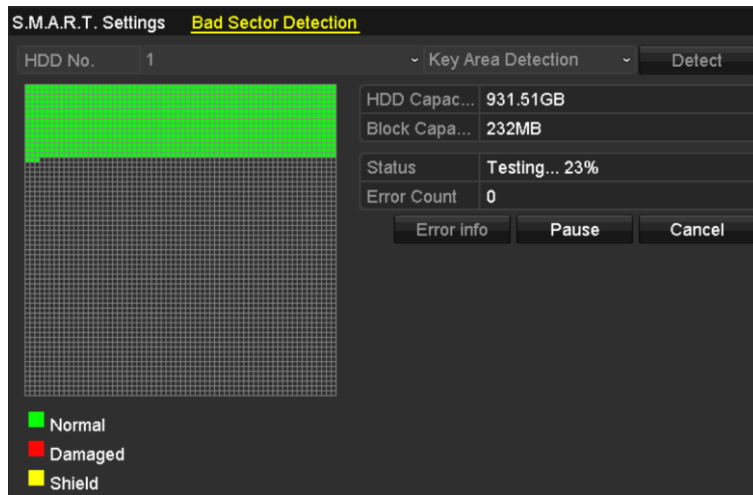 S.M.A.R.T. Settings Bad Sector Detection
HDD No. 1 Key Area Detection Detect
HDD Capac... 931.51GB
Block Capa... 232MB
Status Testing... 23%
Error Count 0
Error info Pause Cancel
Normal
Damaged
Shield